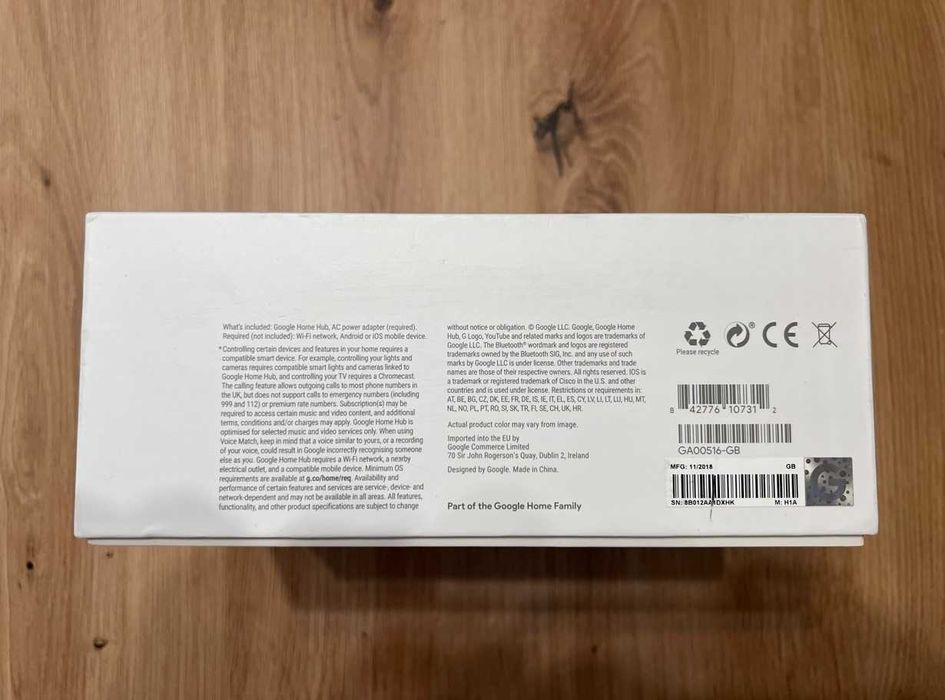 What's included: Google Home Hub, AC power adapter (required).
Required (not included): Wi-Fi network, Android or iOS mobile device.
*Controlling certain devices and features in your home requires a
compatible smart device. For example, controlling your lights and
cameras requires compatible smart lights and cameras linked to
Google Home Hub, and controlling your TV requires a Chromecast.
The calling feature allows outgoing calls to most phone numbers in
the UK, but does not support calls to emergency numbers (including
999 and 112) or premium rate numbers. Subscription(s) may be
required to access certain music and video content, and additional
terms, conditions and/or charges may apply. Google Home Hub is
optimised for selected music and video services only. When using
Voice Match, keep in mind that a voice similar to yours, or a recording
of your voice, could result in Google incorrectly recognising someone
else as you. Google Home Hub requires a Wi-Fi network, a nearby
electrical outlet, and a compatible mobile device. Minimum OS
requirements are available at g.co/home/req. Availability and
performance of certain features and services are service-, device- and
network-dependent and may not be available in all areas. All features,
functionality, and other product specifications are subject to change
without notice or obligation. © Google LLC. Google, Google Home
Hub, G Logo, YouTube and related marks and logos are trademarks of
Google LLC. The Bluetooth® wordmark and logos are registered
trademarks owned by the Bluetooth SIG, Inc. and any use of such
marks by Google LLC is under license. Other trademarks and trade
names are those of their respective owners. All rights reserved. IOS is
a trademark or registered trademark of Cisco in the U.S. and other
countries and is used under license. Restrictions or requirements in:
AT, BE, BG, CZ, DK, EE, FR, DE, IS, IE, IT, EL, ES, CY, LV, LI, LT, LU, HU, MT,
NL, NO, PL, PT, RO, SI, SK, TR, FI, SE, CH, UK, HR.
Actual product color may vary from image.
Imported into the EU by
Google Commerce Limited
70 Sir John Rogerson's Quay, Dublin 2, Ireland
Designed by Google. Made in China.
Part of the Google Home Family
Please recycle
CE
8 42776 10731 2
GA00516-GB
MFG: 11/2018 GB
M: H1A